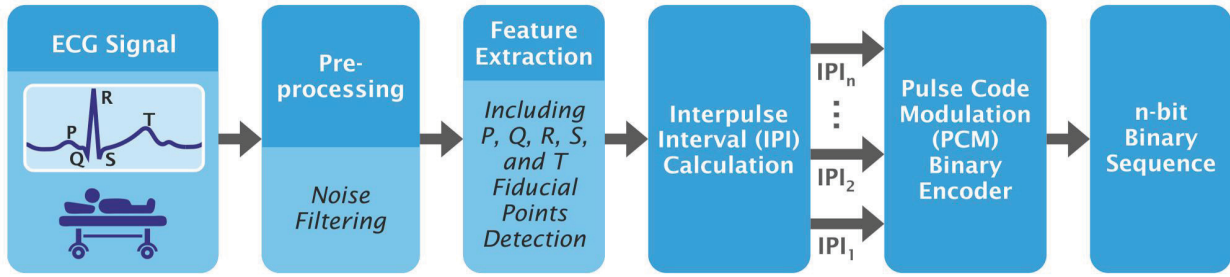 ECG Signal
R
P
T
Q
S
Pre-
processing
Noise
Filtering
Feature
Extraction
Including
P, Q, R, S,
and T
Fiducial
Points
Detection
Interpulse
Interval (IPI)
Calculation
IPIn
⋮
IPI2
IPI1
Pulse Code
Modulation
(PCM)
Binary
Encoder
n-bit
Binary
Sequence